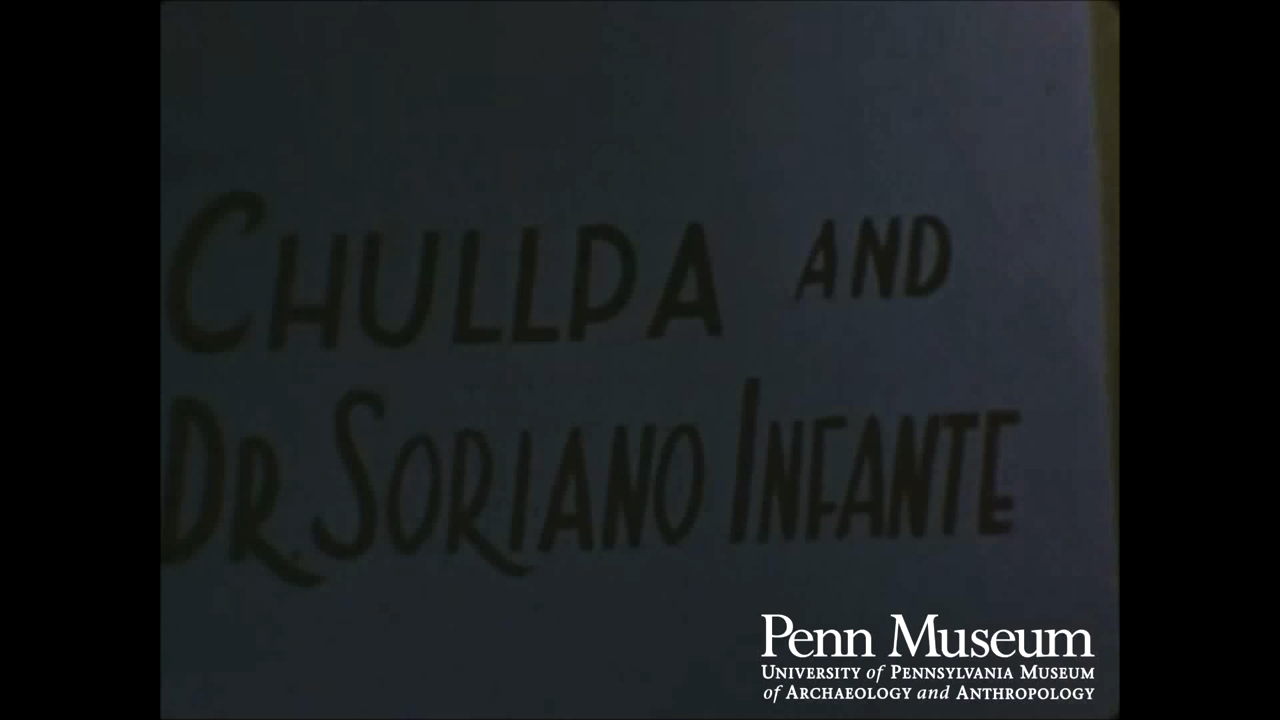 CHULLPA AND
DR. SORIANO INFANTE
Penn Museum
UNIVERSITY of PENNSYLVANIA MUSEUM
of ARCHAEOLOGY and ANTHROPOLOGY